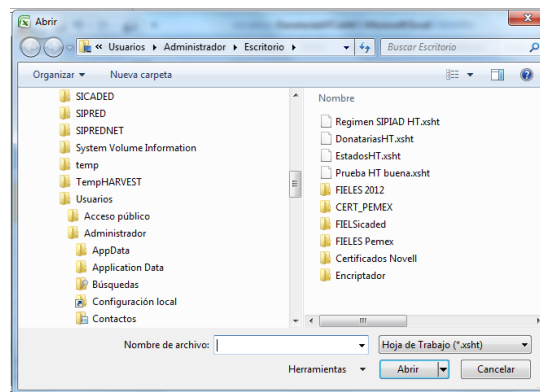 Abrir
« Usuarios ▸ Administrador ▸ Escritorio ▸
Buscar Escritorio
Organizar
Nueva carpeta
SICADED
SIPRED
SIPREDNET
System Volume Information
temp
TempHARVEST
Usuarios
Acceso público
Administrador
AppData
Application Data
Búsquedas
Configuración local
Contactos
Nombre
Regimen SIPIAD HT.xsht
DonatariasHT.xsht
EstadosHT.xsht
Prueba HT buena.xsht
FIELES 2012
CERT_PEMEX
FIELSicaded
FIELES Pemex
Certificados Novell
Encriptador
Nombre de archivo:
Hoja de Trabajo (*.xsht)
Herramientas
Abrir
Cancelar